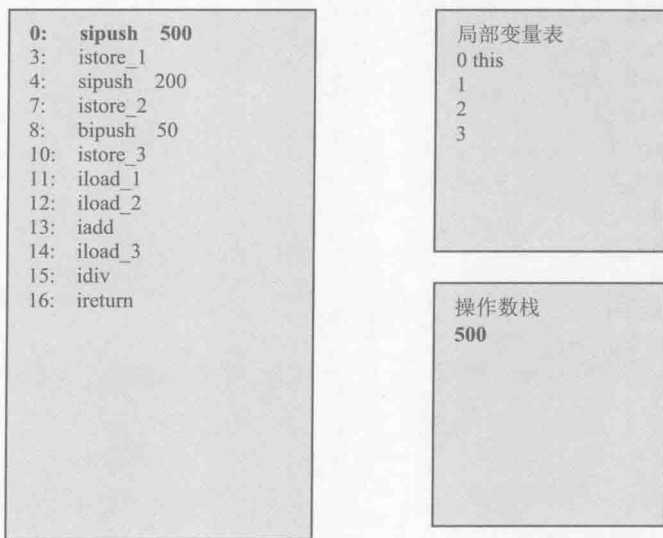 0: sipush 500
3: istore_1
4: sipush 200
7: istore_2
8: bipush 50
10: istore_3
11: iload_1
12: iload_2
13: iadd
14: iload_3
15: idiv
16: ireturn
局部变量表
0 this
1
2
3
操作数栈
500